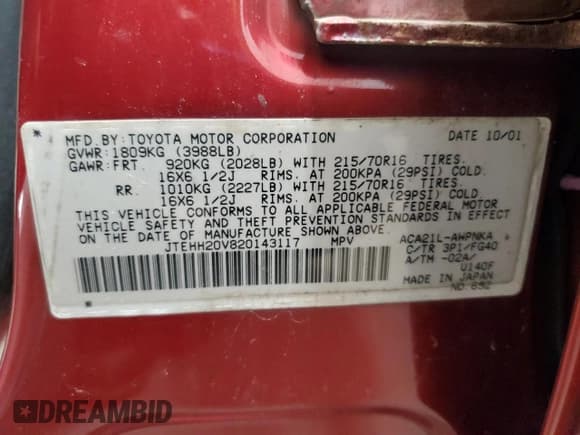 MFD. BY: TOYOTA MOTOR CORPORATION DATE 10/01
GVWR: 1809KG (3988LB)
GAWR: FRT. 920KG (2028LB) WITH 215/70R16 TIRES.
16X6 1/2J RIMS. AT 200KPA (29PSI) COLD.
RR. 1010KG (2227LB) WITH 215/70R16 TIRES.
16X6 1/2J RIMS. AT 200KPA (29PSI) COLD.
THIS VEHICLE CONFORMS TO ALL APPLICABLE FEDERAL MOTOR
VEHICLE SAFETY AND THEFT PREVENTION STANDARDS IN EFFECT
ON THE DATE OF MANUFACTURE SHOWN ABOVE.
*JTEHH20V820143117* MPV ACA21L-AWPNKA *
C/TR 3P1/FG40
A/TM -02A/
U140F
MADE IN JAPAN
NO.652
DREAMBID